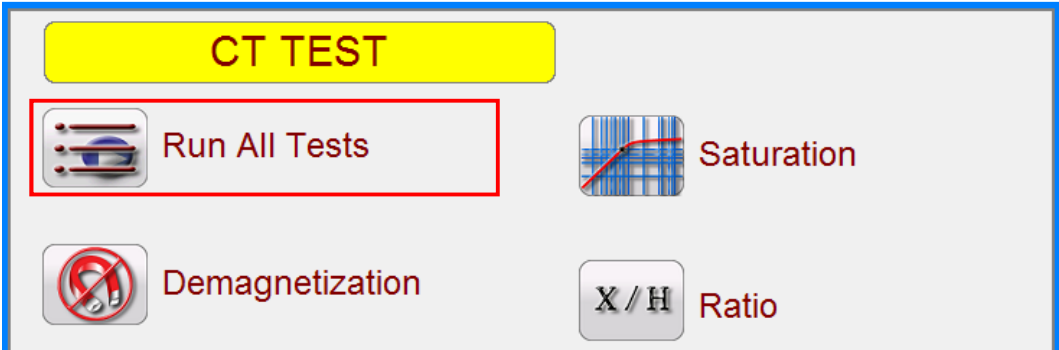 CT TEST
Run All Tests
Saturation
Demagnetization
X / H
Ratio